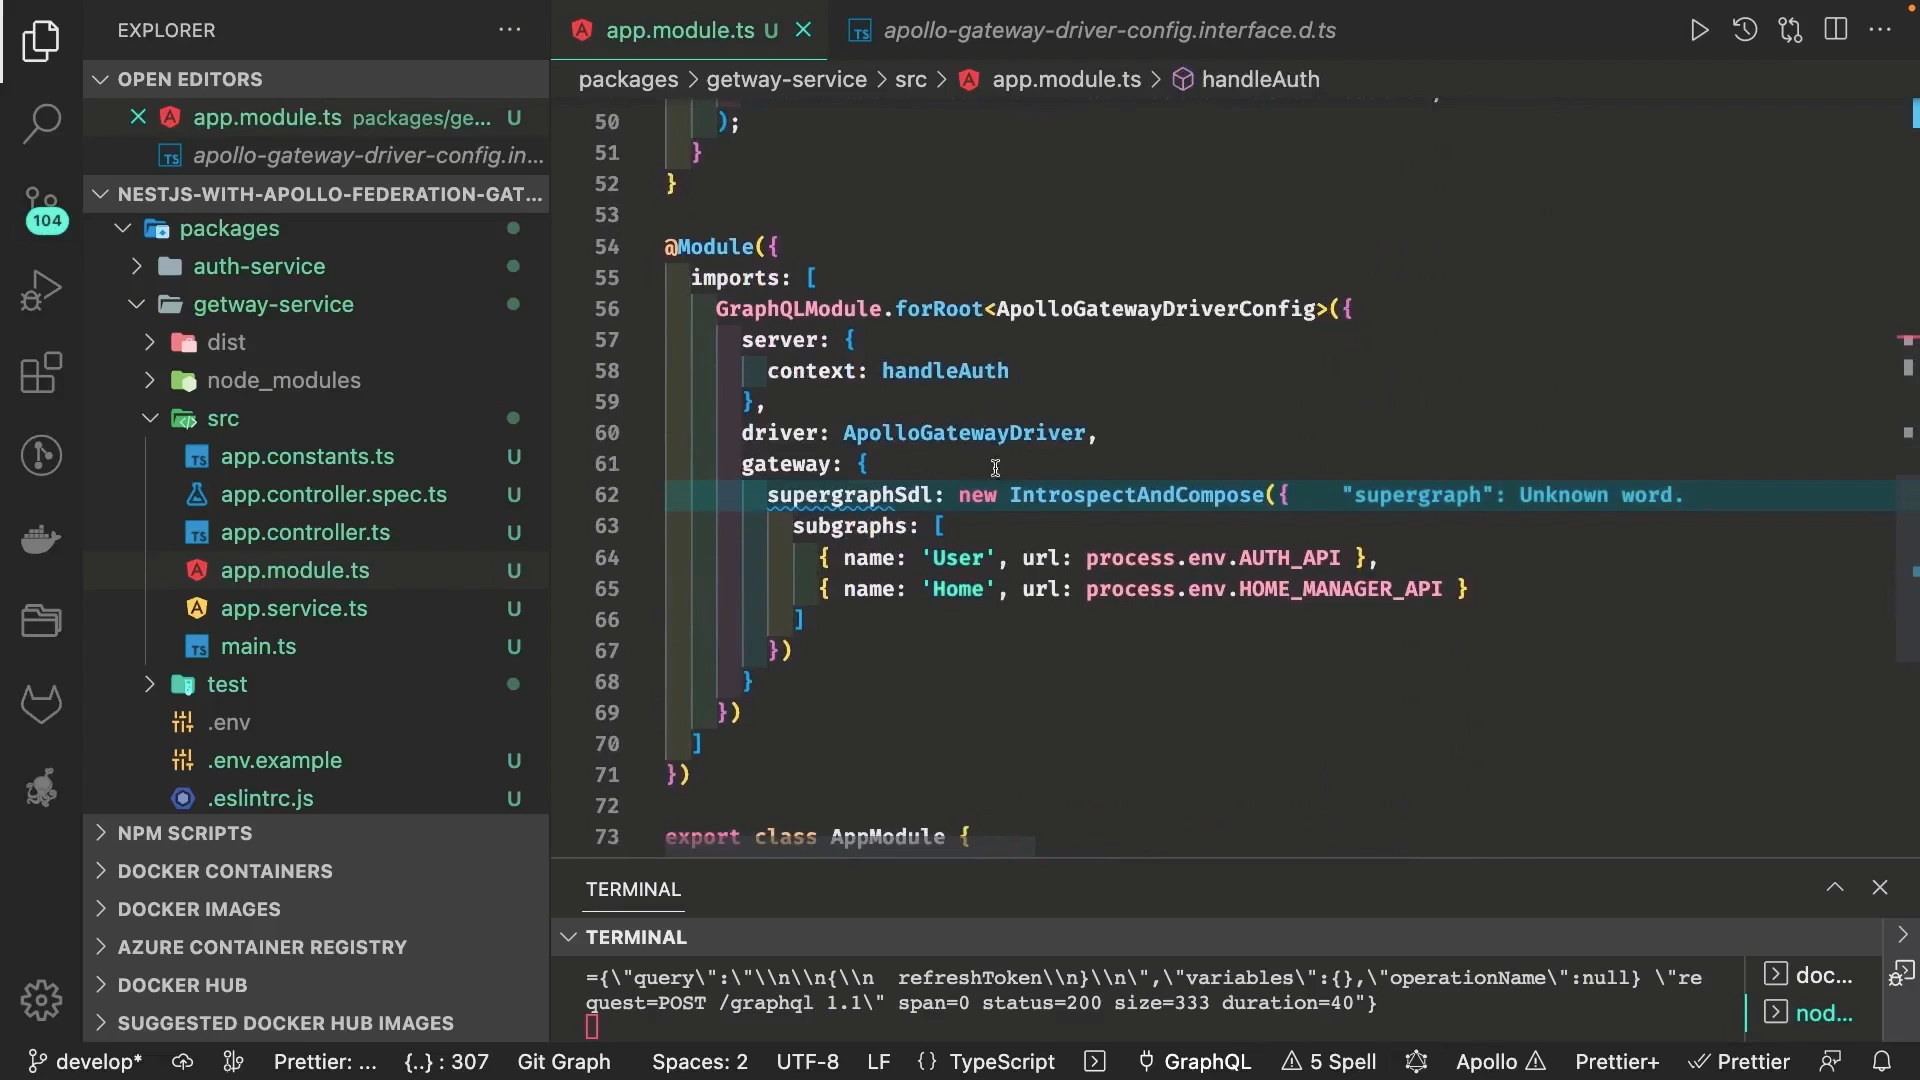 EXPLORER
OPEN EDITORS
app.module.ts packages/ge... U
apollo-gateway-driver-config.in...
NESTJS-WITH-APOLLO-FEDERATION-GAT...
104
packages
auth-service
getway-service
dist
node_modules
src
TS app.constants.ts U
app.controller.spec.ts U
TS app.controller.ts U
app.module.ts U
app.service.ts U
TS main.ts U
test
.env
.env.example U
.eslintrc.js U
NPM SCRIPTS
DOCKER CONTAINERS
DOCKER IMAGES
AZURE CONTAINER REGISTRY
DOCKER HUB
SUGGESTED DOCKER HUB IMAGES
app.module.ts U
TS apollo-gateway-driver-config.interface.d.ts
packages > getway-service > src > app.module.ts > handleAuth
50 );
51 }
52 }
53
54 @Module({
55 imports: [
56 GraphQLModule.forRoot<ApolloGatewayDriverConfig>({
57 server: {
58 context: handleAuth
59 },
60 driver: ApolloGatewayDriver,
61 gateway: {
62 supergraphSdl: new IntrospectAndCompose({ "supergraph": Unknown word.
63 subgraphs: [
64 { name: 'User', url: process.env.AUTH_API },
65 { name: 'Home', url: process.env.HOME_MANAGER_API }
66 ]
67 })
68 }
69 })
70 ]
71 })
72
73 export class AppModule {
TERMINAL
TERMINAL
={\"query\":\"\\n\\n{\\n  refreshToken\\n}\\n\",\"variables\":{},\"operationName\":null} \"re
quest=POST /graphql 1.1\" span=0 status=200 size=333 duration=40"}
doc...
nod...
develop* Prettier: ... {..} : 307 Git Graph Spaces: 2 UTF-8 LF {} TypeScript GraphQL 5 Spell Apollo Prettier+ Prettier